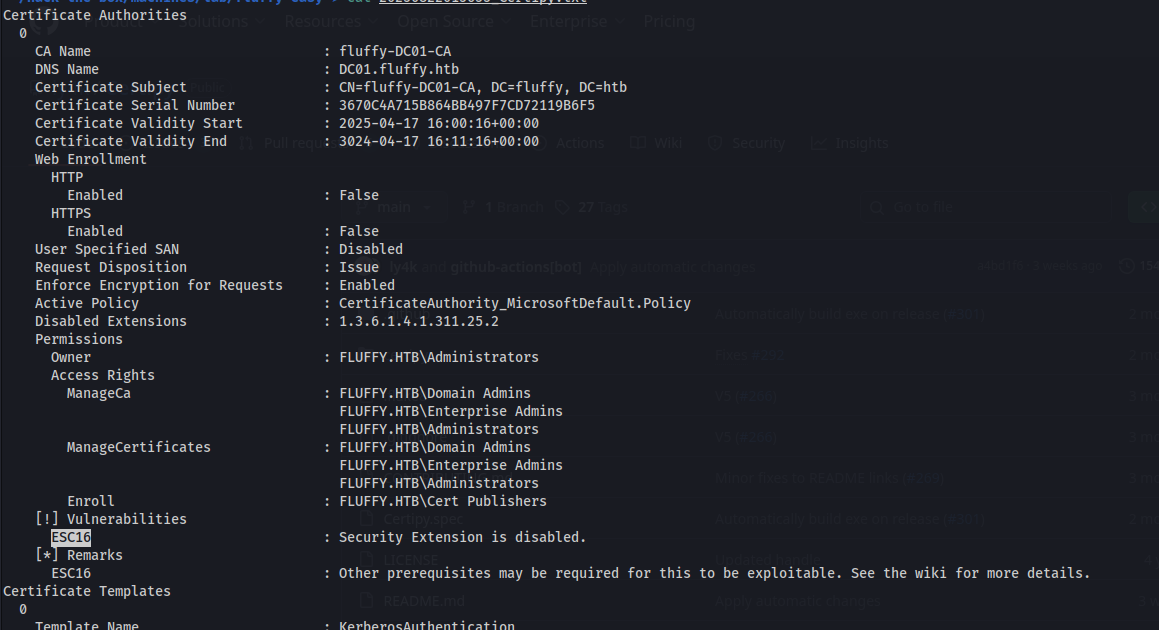 Certificate Authorities
0
CA Name : fluffy-DC01-CA
DNS Name : DC01.fluffy.htb
Certificate Subject : CN=fluffy-DC01-CA, DC=fluffy, DC=htb
Certificate Serial Number : 3670C4A715B864BB497F7CD72119B6F5
Certificate Validity Start : 2025-04-17 16:00:16+00:00
Certificate Validity End : 3024-04-17 16:11:16+00:00
Web Enrollment
HTTP
Enabled : False
HTTPS
Enabled : False
User Specified SAN : Disabled
Request Disposition : Issue
Enforce Encryption for Requests : Enabled
Active Policy : CertificateAuthority_MicrosoftDefault.Policy
Disabled Extensions : 1.3.6.1.4.1.311.25.2
Permissions
Owner : FLUFFY.HTB\Administrators
Access Rights
ManageCa : FLUFFY.HTB\Domain Admins
FLUFFY.HTB\Enterprise Admins
FLUFFY.HTB\Administrators
ManageCertificates : FLUFFY.HTB\Domain Admins
FLUFFY.HTB\Enterprise Admins
FLUFFY.HTB\Administrators
Enroll : FLUFFY.HTB\Cert Publishers
[!] Vulnerabilities
ESC16 : Security Extension is disabled.
[*] Remarks
ESC16 : Other prerequisites may be required for this to be exploitable. See the wiki for more details.
Certificate Templates
0
Template Name : KerberosAuthentication